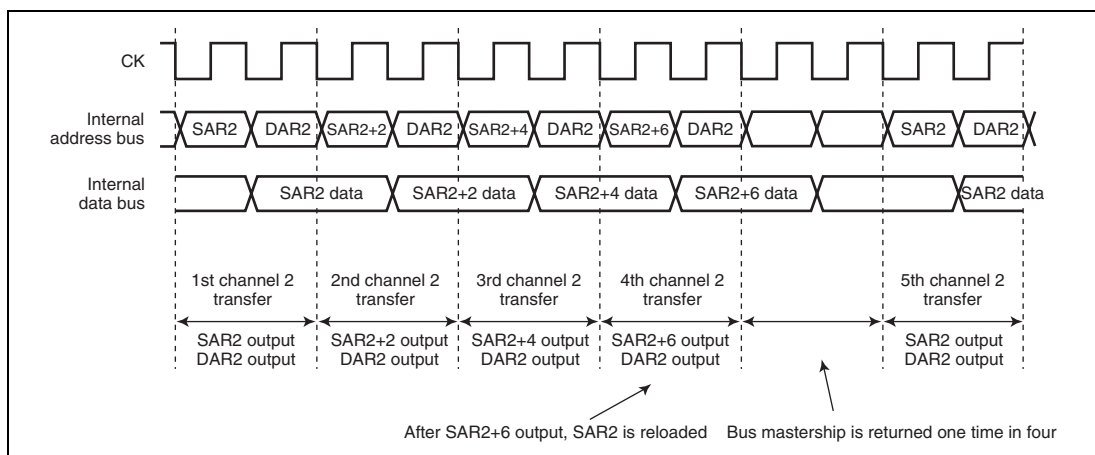 CK
Internal
address bus
SAR2 DAR2 SAR2+2 DAR2 SAR2+4 DAR2 SAR2+6 DAR2 SAR2 DAR2
Internal
data bus
SAR2 data SAR2+2 data SAR2+4 data SAR2+6 data SAR2 data
1st channel 2
transfer
2nd channel 2
transfer
3rd channel 2
transfer
4th channel 2
transfer
5th channel 2
transfer
SAR2 output
DAR2 output
SAR2+2 output
DAR2 output
SAR2+4 output
DAR2 output
SAR2+6 output
DAR2 output
SAR2 output
DAR2 output
After SAR2+6 output, SAR2 is reloaded
Bus mastership is returned one time in four